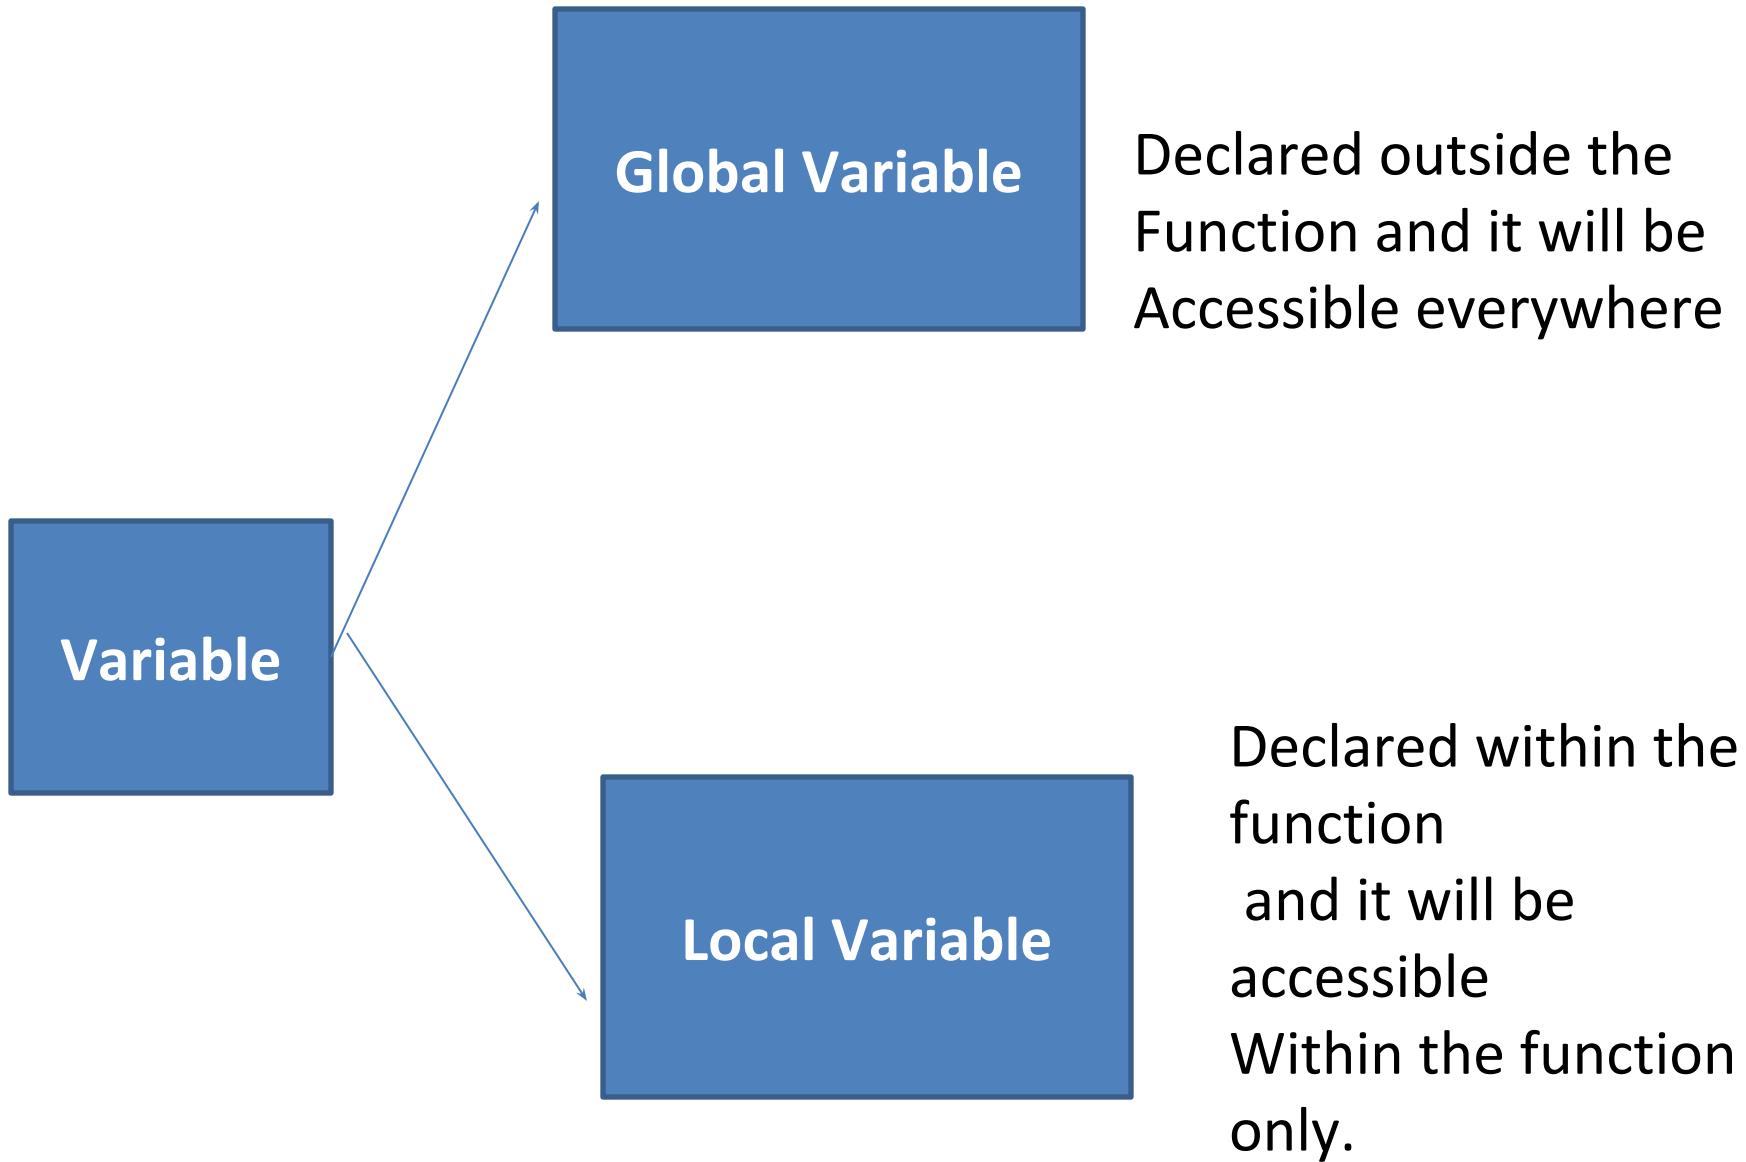 Global Variable
Declared outside the
Function and it will be
Accessible everywhere
Variable
Local Variable
Declared within the
function
and it will be
accessible
Within the function
only.